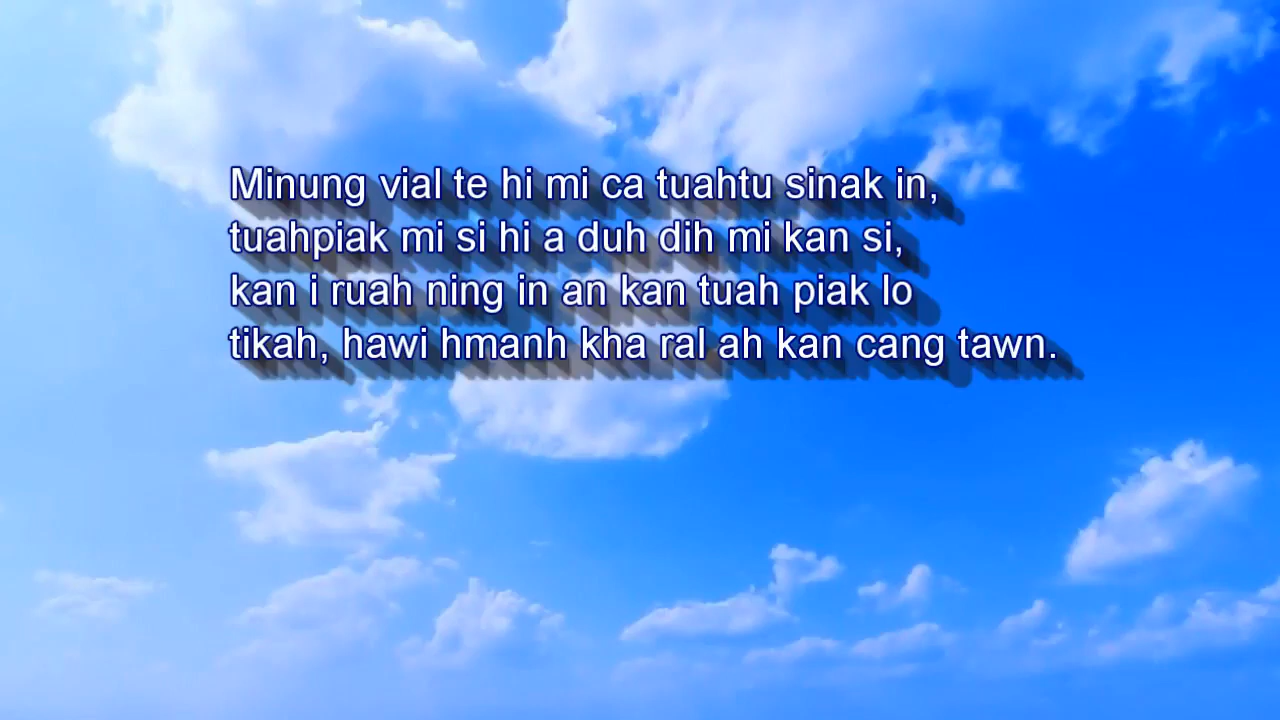 Minung vial te hi mi ca tuahtu sinak in,
tuahpiak mi si hi a duh dih mi kan si,
kan i ruah ning in an kan tuah piak lo
tikah, hawi hmanh kha ral ah kan cang tawn.